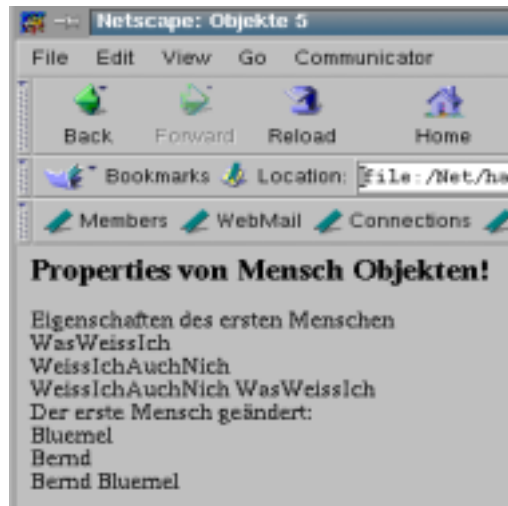 Netscape: Objekte 5
File Edit View Go Communicator
Back Forward Reload Home
Bookmarks Location: file:/Net/ha
Members WebMail Connections
Properties von Mensch Objekten!
Eigenschaften des ersten Menschen
WasWeissIch
WeissIchAuchNich
WeissIchAuchNich WasWeissIch
Der erste Mensch geändert:
Bluemel
Bernd
Bernd Bluemel